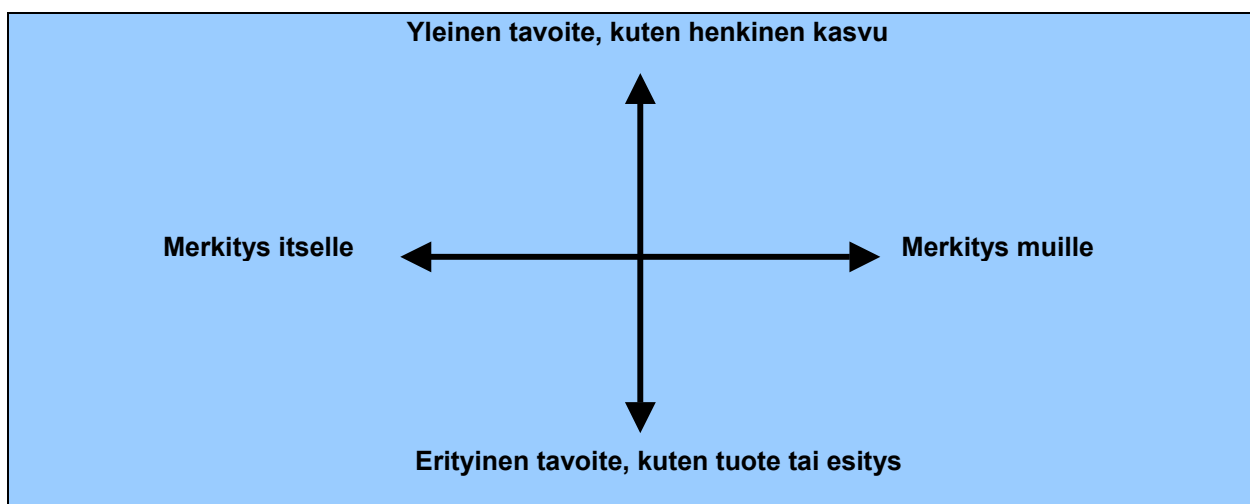 Yleinen tavoite, kuten henkinen kasvu
Merkitys itselle
Merkitys muille
Erityinen tavoite, kuten tuote tai esitys